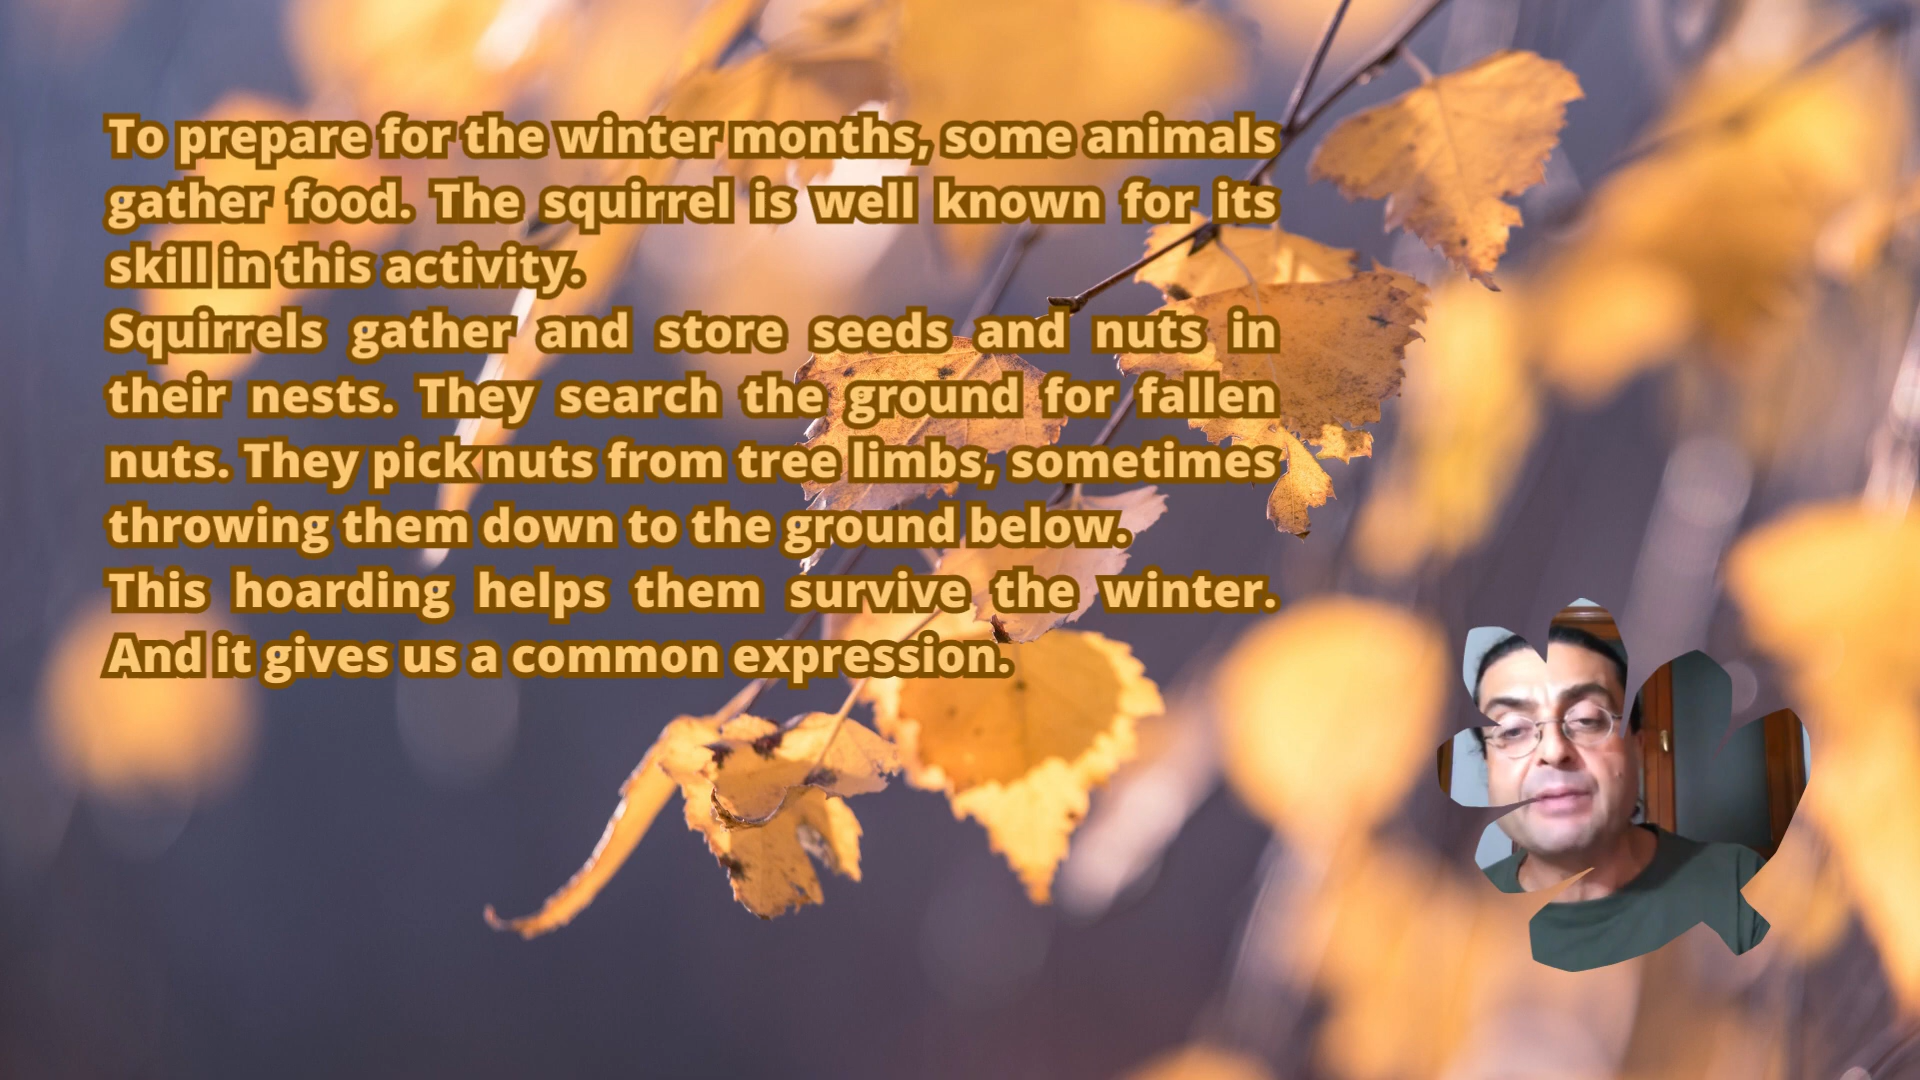 To prepare for the winter months, some animals
gather food. The squirrel is well known for its
skill in this activity.
Squirrels gather and store seeds and nuts in
their nests. They search the ground for fallen
nuts. They pick nuts from tree limbs, sometimes
throwing them down to the ground below.
This hoarding helps them survive the winter.
And it gives us a common expression.